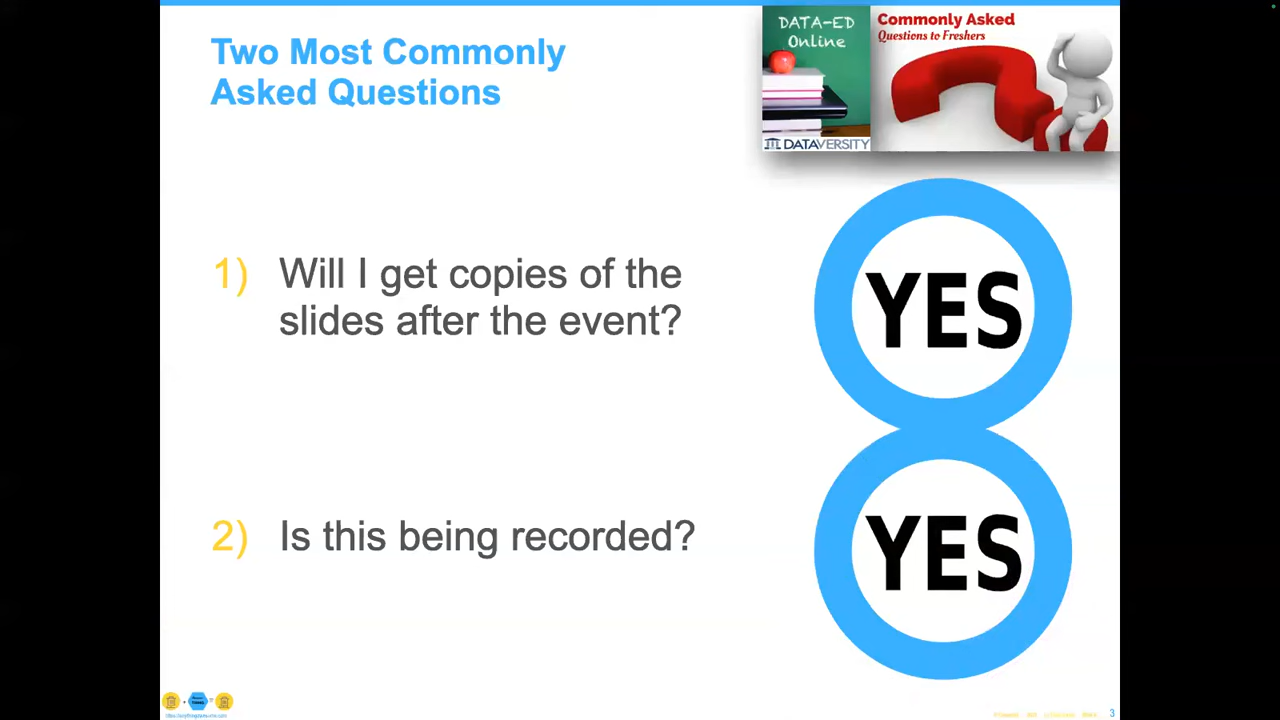 Two Most Commonly
Asked Questions
DATA-ED
Online
DATAVERSITY
Commonly Asked
Questions to Freshers
1) Will I get copies of the
slides after the event?
YES
2) Is this being recorded?
YES
3